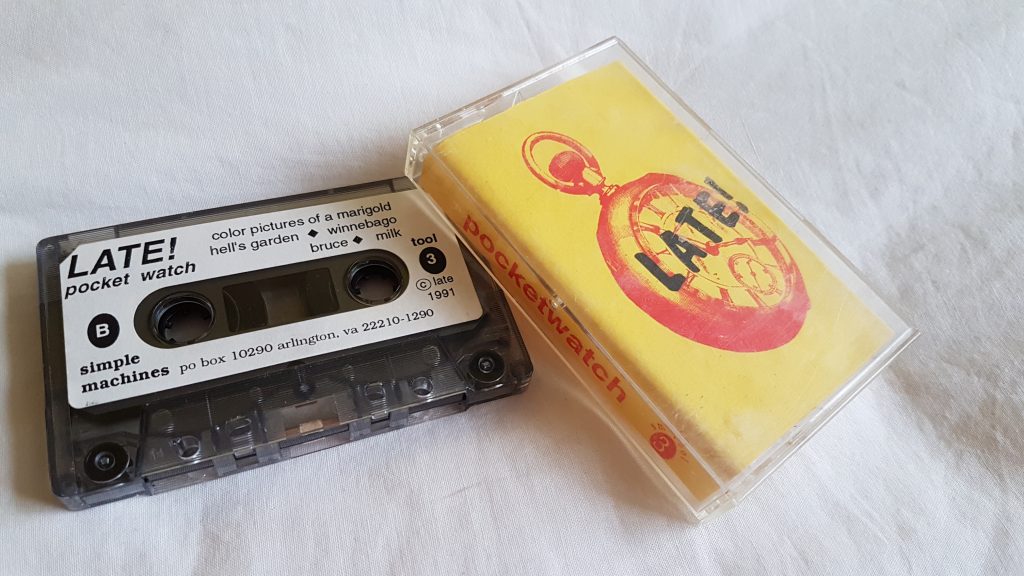 LATE!
pocket watch
color pictures of a marigold
hell's garden ◆ winnebago
bruce ◆ milk
tool
3
© late
1991
B
simple
machines
po box 10290 arlington, va 22210-1290
LATE!
pocketwatch